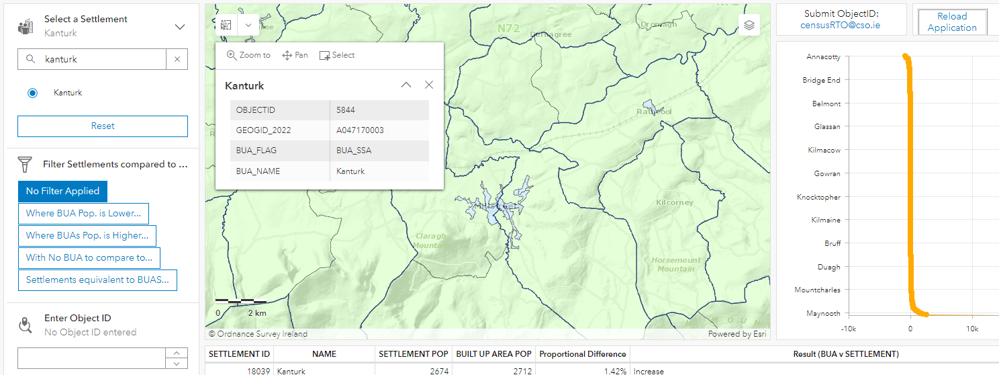 Select a Settlement
Kanturk
kanturk
Kanturk
Reset
Filter Settlements compared to ...
No Filter Applied
Where BUA Pop. is Lower...
Where BUAs Pop. is Higher...
With No BUA to compare to...
Settlements equivalent to BUAS...
Enter Object ID
No Object ID entered
N72
N72
Dromagh
Derinagree
Zoom to
Pan
Select
Kanturk
OBJECTID 5844
GEOGID_2022 A047170003
BUA_FLAG BUA_SSA
BUA_NAME Kanturk
Rathcool
Kilcorney
Claragh
Mountain
Horsemount
Mountain
0 2 km
© Ordnance Survey Ireland
Powered by Esri
SETTLEMENT ID NAME SETTLEMENT POP BUILT UP AREA POP Proportional Difference Result (BUA v SETTLEMENT)
18039 Kanturk 2674 2712 1.42% Increase
Submit ObjectID:
censusRTO@cso.ie
Reload
Application
Annacotty
Bridge End
Belmont
Glassan
Kilmacow
Gowran
Knocktopher
Kilmaine
Bruff
Duagh
Mountcharles
Maynooth
-10k 0 10k